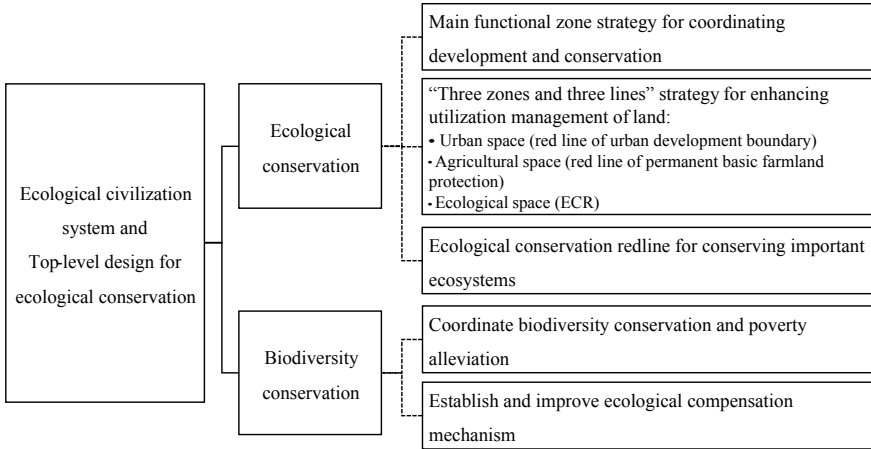 Ecological civilization
system and
Top-level design for
ecological conservation
Ecological
conservation
Main functional zone strategy for coordinating
development and conservation
“Three zones and three lines” strategy for enhancing
utilization management of land:
• Urban space (red line of urban development boundary)
• Agricultural space (red line of permanent basic farmland
protection)
• Ecological space (ECR)
Ecological conservation redline for conserving important
ecosystems
Biodiversity
conservation
Coordinate biodiversity conservation and poverty
alleviation
Establish and improve ecological compensation
mechanism